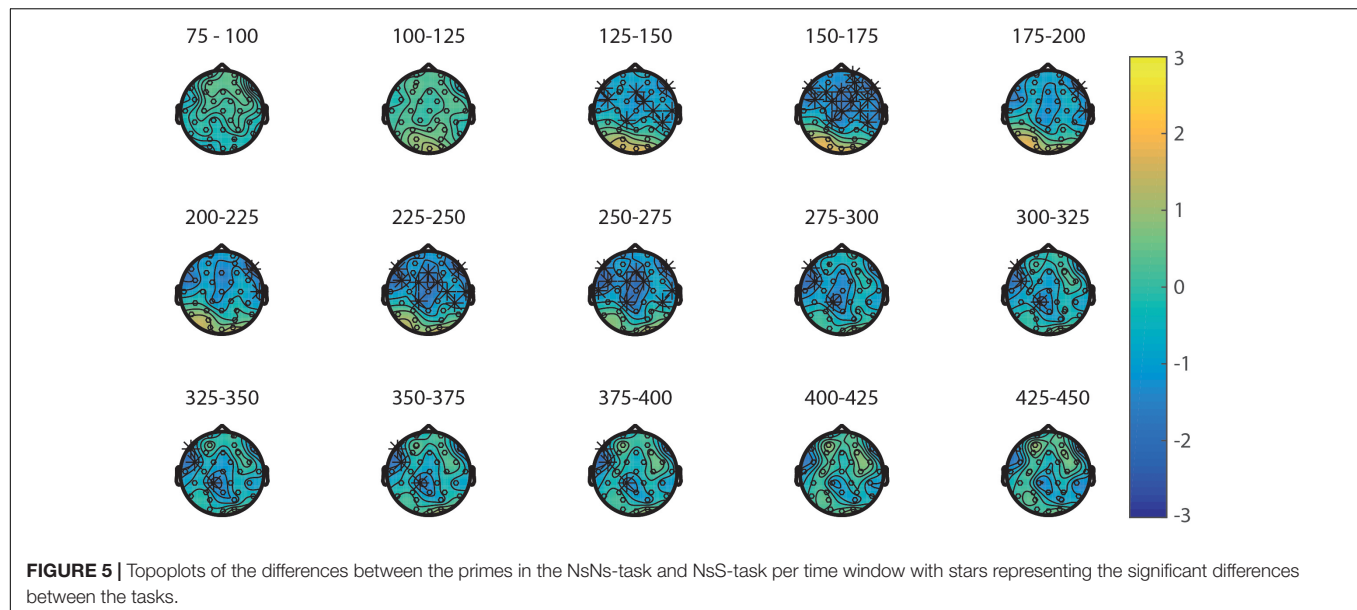 75 - 100 100-125 125-150 150-175 175-200
3
2
1
0
-1
-2
-3
200-225 225-250 250-275 275-300 300-325
325-350 350-375 375-400 400-425 425-450
FIGURE 5 | Topoplots of the differences between the primes in the NsNs-task and NsS-task per time window with stars representing the significant differences
between the tasks.